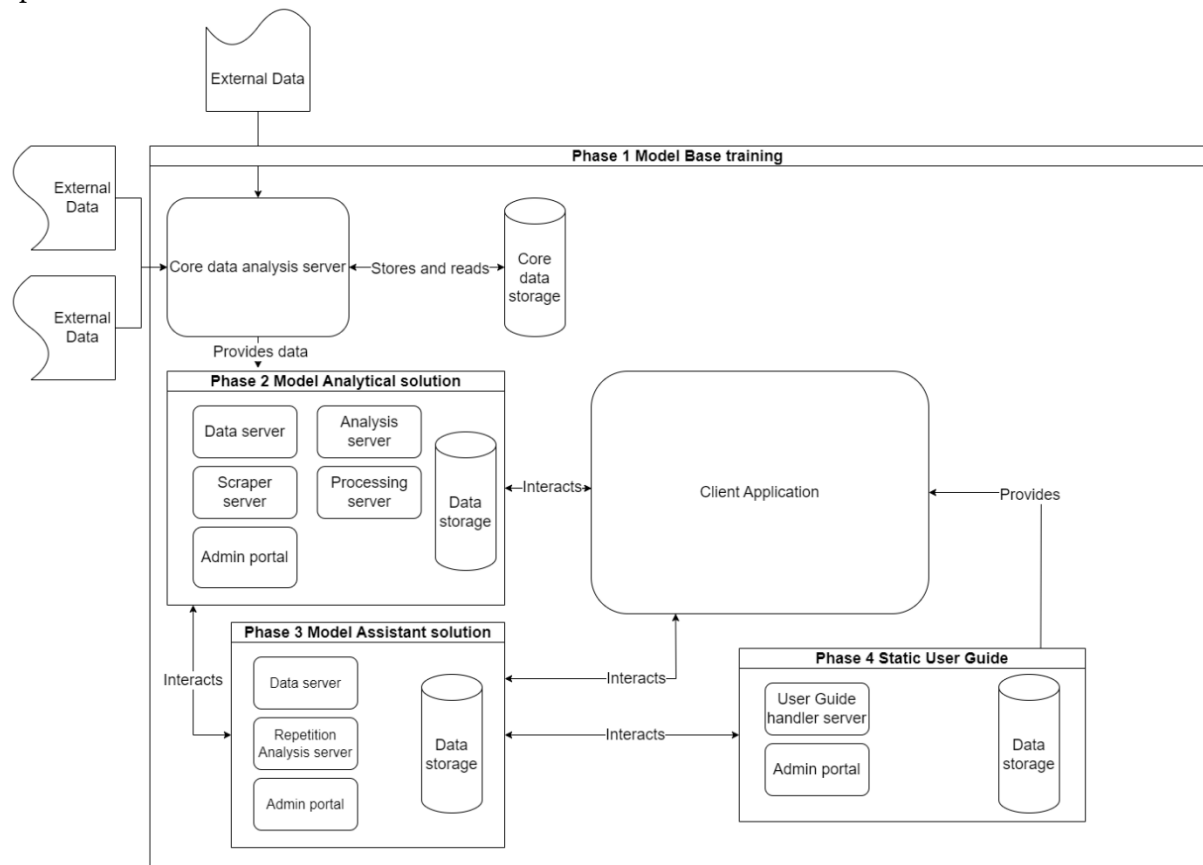 External Data
Phase 1 Model Base training
External
Data
External
Data
Core data analysis server
Stores and reads
Core
data
storage
Provides data
Phase 2 Model Analytical solution
Data server
Analysis
server
Scraper
server
Processing
server
Admin portal
Data
storage
Interacts
Client Application
Provides
Interacts
Phase 3 Model Assistant solution
Data server
Repetition
Analysis server
Admin portal
Data
storage
Interacts
Interacts
Phase 4 Static User Guide
User Guide
handler server
Admin portal
Data
storage